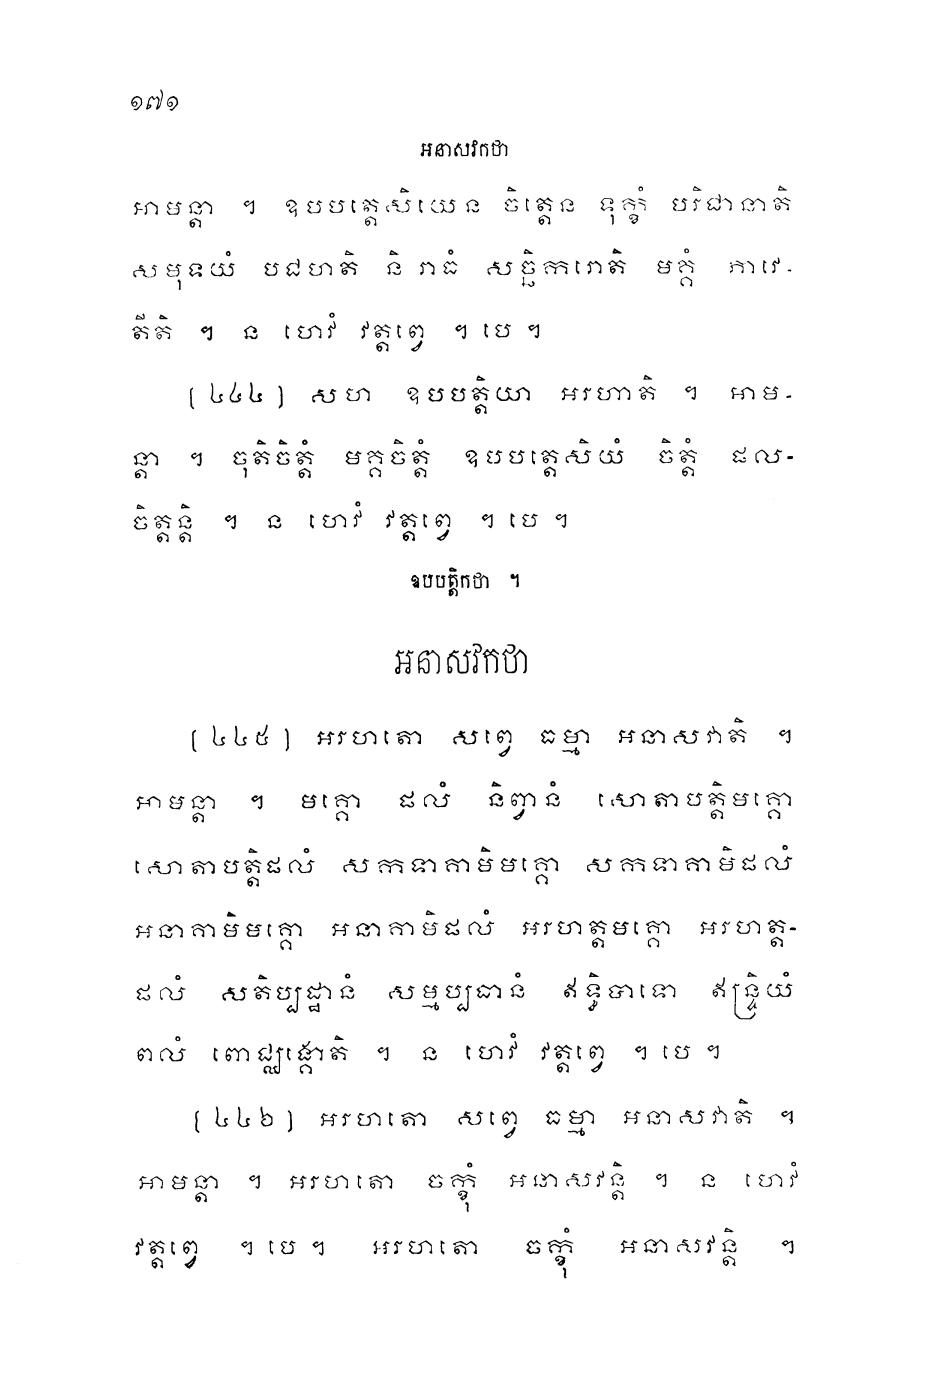 ១៧១
អនាសវកថា
អាមន្តា ។ ឧបបត្តេសិយេន ចិត្តេន ទុក្ខំ បរិជានាតិ
សមុទយំ បជហតិ និរោធំ សច្ឆិករោតិ មគ្គំ ភាវេ-
តីតិ ។ ន ហេវំ វត្តព្វេ ។ បេ ។
(៤៤៤) សហ ឧបបត្តិយា អរហាតិ ។ អាម-
ន្តា ។ ចុតិចិត្តំ មគ្គចិត្តំ ឧបបត្តេសិយំ ចិត្តំ ផល-
ចិត្តន្តិ ។ ន ហេវំ វត្តព្វេ ។ បេ ។
ឧបបត្តិកថា ។
អនាសវកថា
(៤៤៥) អរហតោ សព្វេ ធម្មា អនាសវាតិ ។
អាមន្តា ។ មគ្គោ ផលំ និព្វានំ សោតាបត្តិមគ្គោ
សោតាបត្តិផលំ សកទាគាមិមគ្គោ សកទាគាមិផលំ
អនាគាមិមគ្គោ អនាគាមិផលំ អរហត្តមគ្គោ អរហត្ត-
ផលំ សតិប្បដ្ឋានំ សម្មប្បធានំ ឥទ្ធិបាទោ ឥន្ទ្រិយំ
ពលំ ពោជ្ឈង្គោតិ ។ ន ហេវំ វត្តព្វេ ។ បេ ។
(៤៤៦) អរហតោ សព្វេ ធម្មា អនាសវាតិ ។
អាមន្តា ។ អរហតោ ចក្ខុំ អនាសវន្តិ ។ ន ហេវំ
វត្តព្វេ ។ បេ ។ អរហតោ ចក្ខុំ អនាសវន្តិ ។